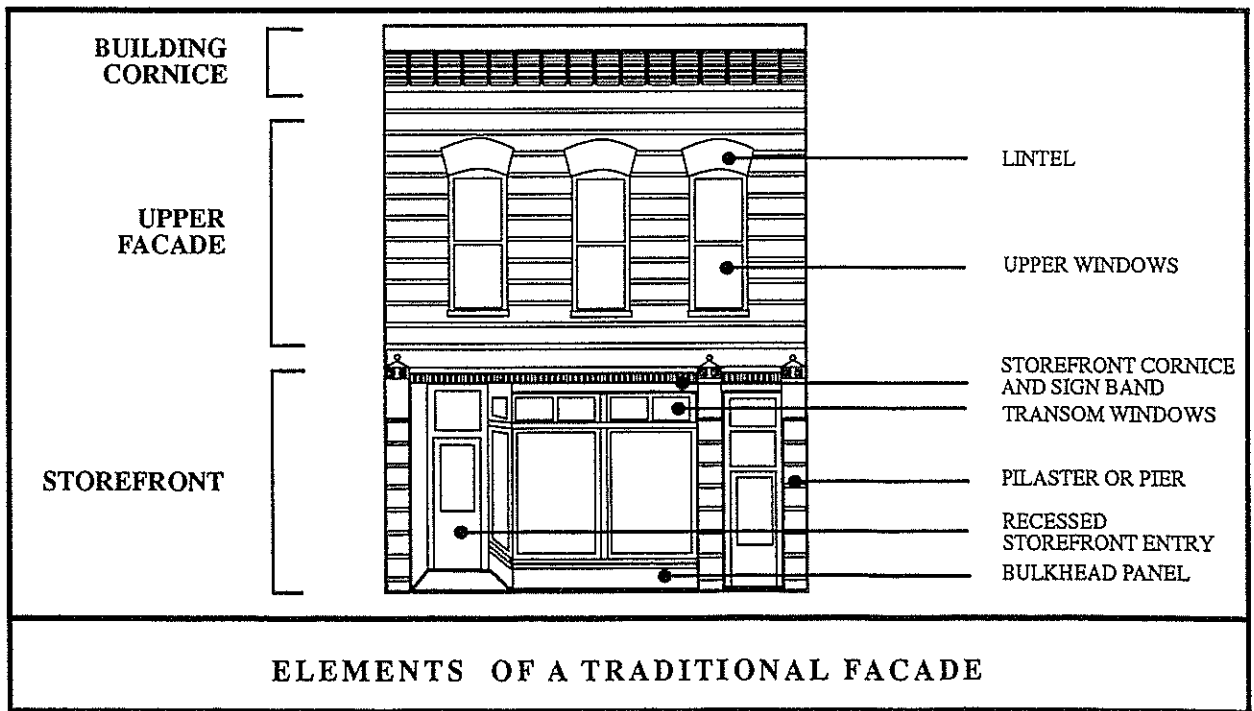 BUILDING
CORNICE
UPPER
FACADE
STOREFRONT
LINTEL
UPPER WINDOWS
STOREFRONT CORNICE
AND SIGN BAND
TRANSOM WINDOWS
PILASTER OR PIER
RECESSED
STOREFRONT ENTRY
BULKHEAD PANEL
ELEMENTS OF A TRADITIONAL FACADE